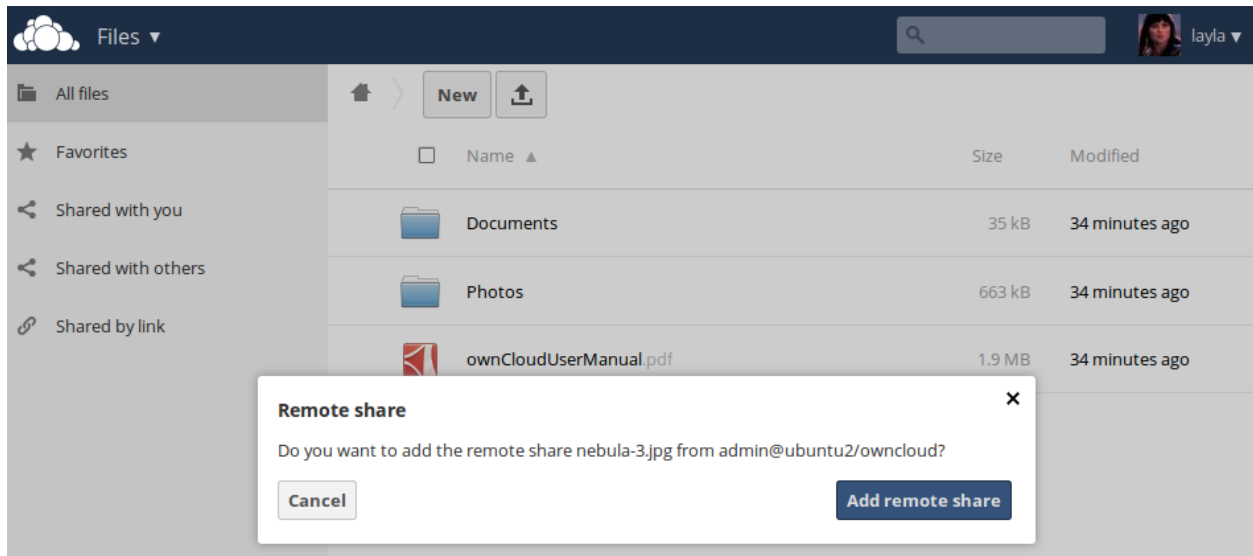 Files ▼
layla ▼
All files
Favorites
Shared with you
Shared with others
Shared by link
New
Name ▲ Size Modified
Documents 35 kB 34 minutes ago
Photos 663 kB 34 minutes ago
ownCloudUserManual.pdf 1.9 MB 34 minutes ago
Remote share
Do you want to add the remote share nebula-3.jpg from admin@ubuntu2/owncloud?
Cancel Add remote share